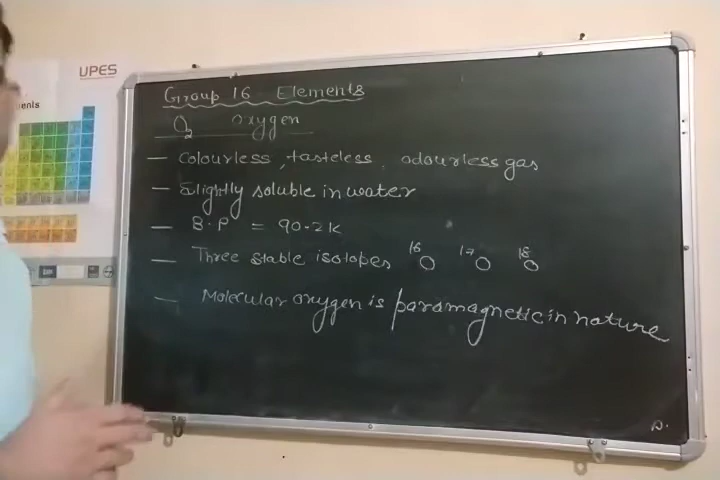 UPES
Group 16 Elements
O₂ oxygen
— Colourless, tasteless, odourless gas
— Slightly soluble in water
— B.P = 90.2K
— Three stable isotopes ¹⁶O ¹⁷O ¹⁸O
— Molecular oxygen is paramagnetic in nature